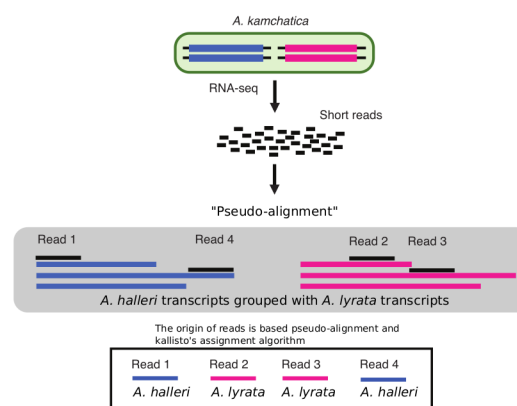 A. kamchatica
RNA-seq
Short reads
"Pseudo-alignment"
Read 1
Read 4
Read 2
Read 3
A. halleri transcripts grouped with A. lyrata transcripts
The origin of reads is based pseudo-alignment and
kallisto's assignment algorithm
Read 1 Read 2 Read 3 Read 4
A. halleri A. lyrata A. lyrata A. halleri